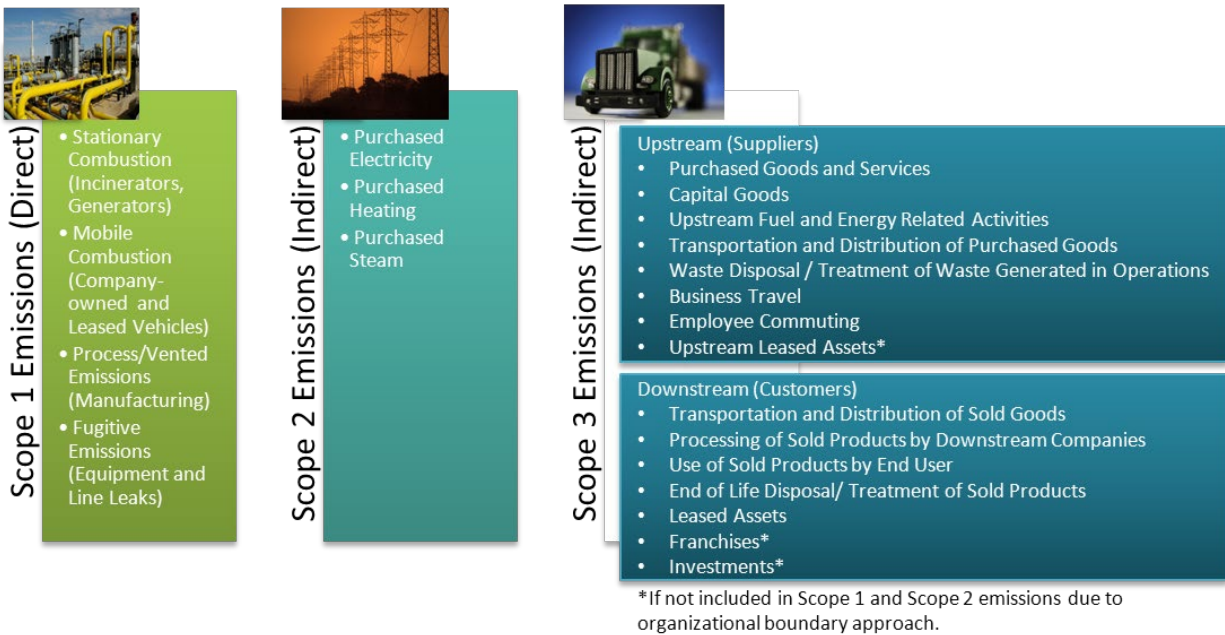 Scope 1 Emissions (Direct)
• Stationary
Combustion
(Incinerators,
Generators)
• Mobile
Combustion
(Company-
owned and
Leased Vehicles)
• Process/Vented
Emissions
(Manufacturing)
• Fugitive
Emissions
(Equipment and
Line Leaks)
Scope 2 Emissions (Indirect)
• Purchased
Electricity
• Purchased
Heating
• Purchased
Steam
Scope 3 Emissions (Indirect)
Upstream (Suppliers)
• Purchased Goods and Services
• Capital Goods
• Upstream Fuel and Energy Related Activities
• Transportation and Distribution of Purchased Goods
• Waste Disposal / Treatment of Waste Generated in Operations
• Business Travel
• Employee Commuting
• Upstream Leased Assets*
Downstream (Customers)
• Transportation and Distribution of Sold Goods
• Processing of Sold Products by Downstream Companies
• Use of Sold Products by End User
• End of Life Disposal/ Treatment of Sold Products
• Leased Assets
• Franchises*
• Investments*
*If not included in Scope 1 and Scope 2 emissions due to
organizational boundary approach.